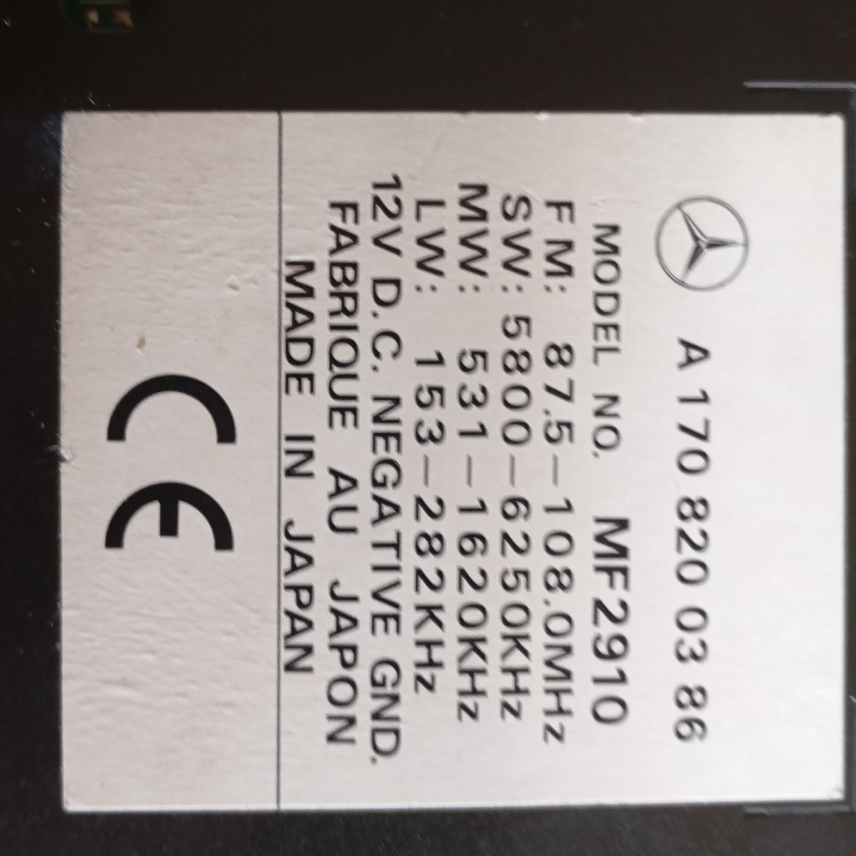 A 170 820 03 86
MODEL NO. MF2910
FM: 87.5-108.0MHz
SW: 5800-6250KHz
MW: 531-1620KHz
LW: 153-282KHz
12V D.C. NEGATIVE GND.
FABRIQUE AU JAPON
MADE IN JAPAN
CE